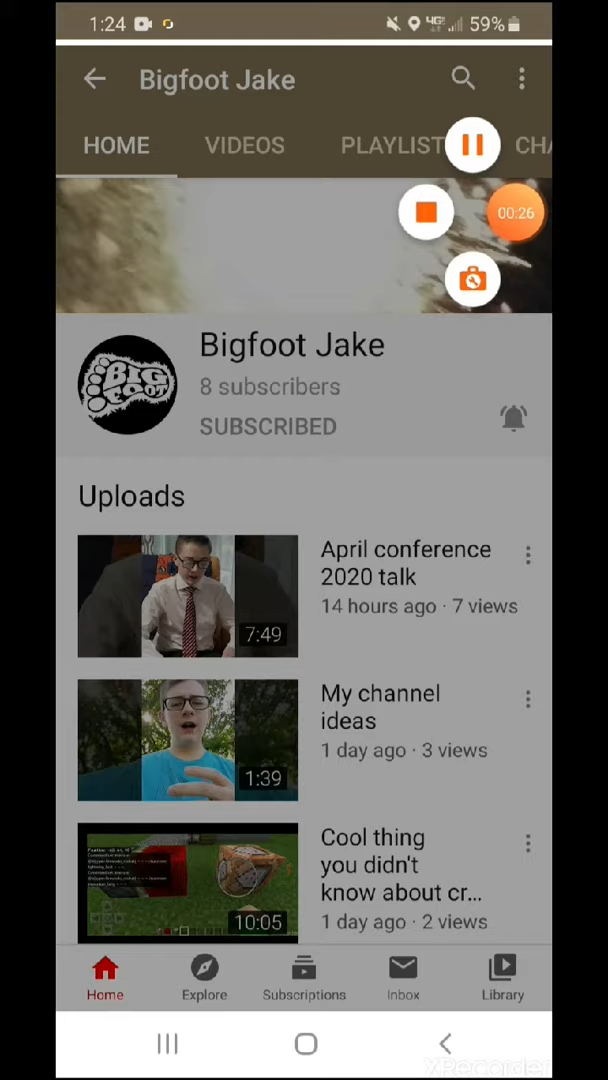 1:24 4GE 59%
Bigfoot Jake
HOME VIDEOS PLAYLIST CHA
00:26
BIG
FOOT
Bigfoot Jake
8 subscribers
SUBSCRIBED
Uploads
April conference
2020 talk
14 hours ago · 7 views
7:49
My channel
ideas
1 day ago · 3 views
1:39
Cool thing
you didn't
know about cr...
1 day ago · 2 views
10:05
Home Explore Subscriptions Inbox Library
XRecorder